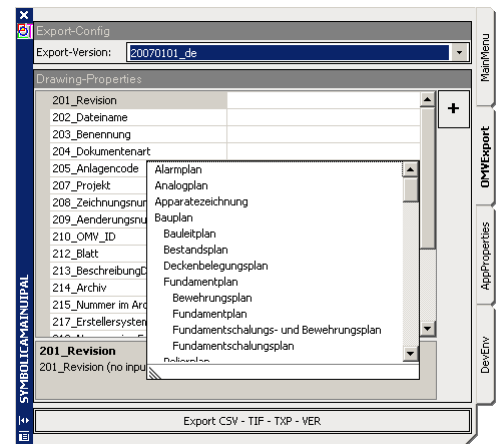 Export-Config
Export-Version: 20070101_de
Drawing-Properties
201_Revision
202_Dateiname
203_Benennung
204_Dokumentenart
205_Anlagencode
207_Projekt
208_Zeichnungsnur
209_Aenderungsnu
210_OMV_ID
212_Blatt
213_BeschreibungD
214_Archiv
215_Nummer im Arc
217_Erstellersystem
Alarmplan
Analogplan
Apparatezeichnung
Bauplan
Bauleitplan
Bestandsplan
Deckenbelegungsplan
Fundamentplan
Bewehrungsplan
Fundamentplan
Fundamentschalungs- und Bewehrungsplan
Fundamentschalungsplan
Polierplan
201_Revision
201_Revision (no inpu
Export CSV - TIF - TXP - VER
+
MainMenu
OMVExport
AppProperties
DevEnv
SYMBOLICAMAINUIPAL